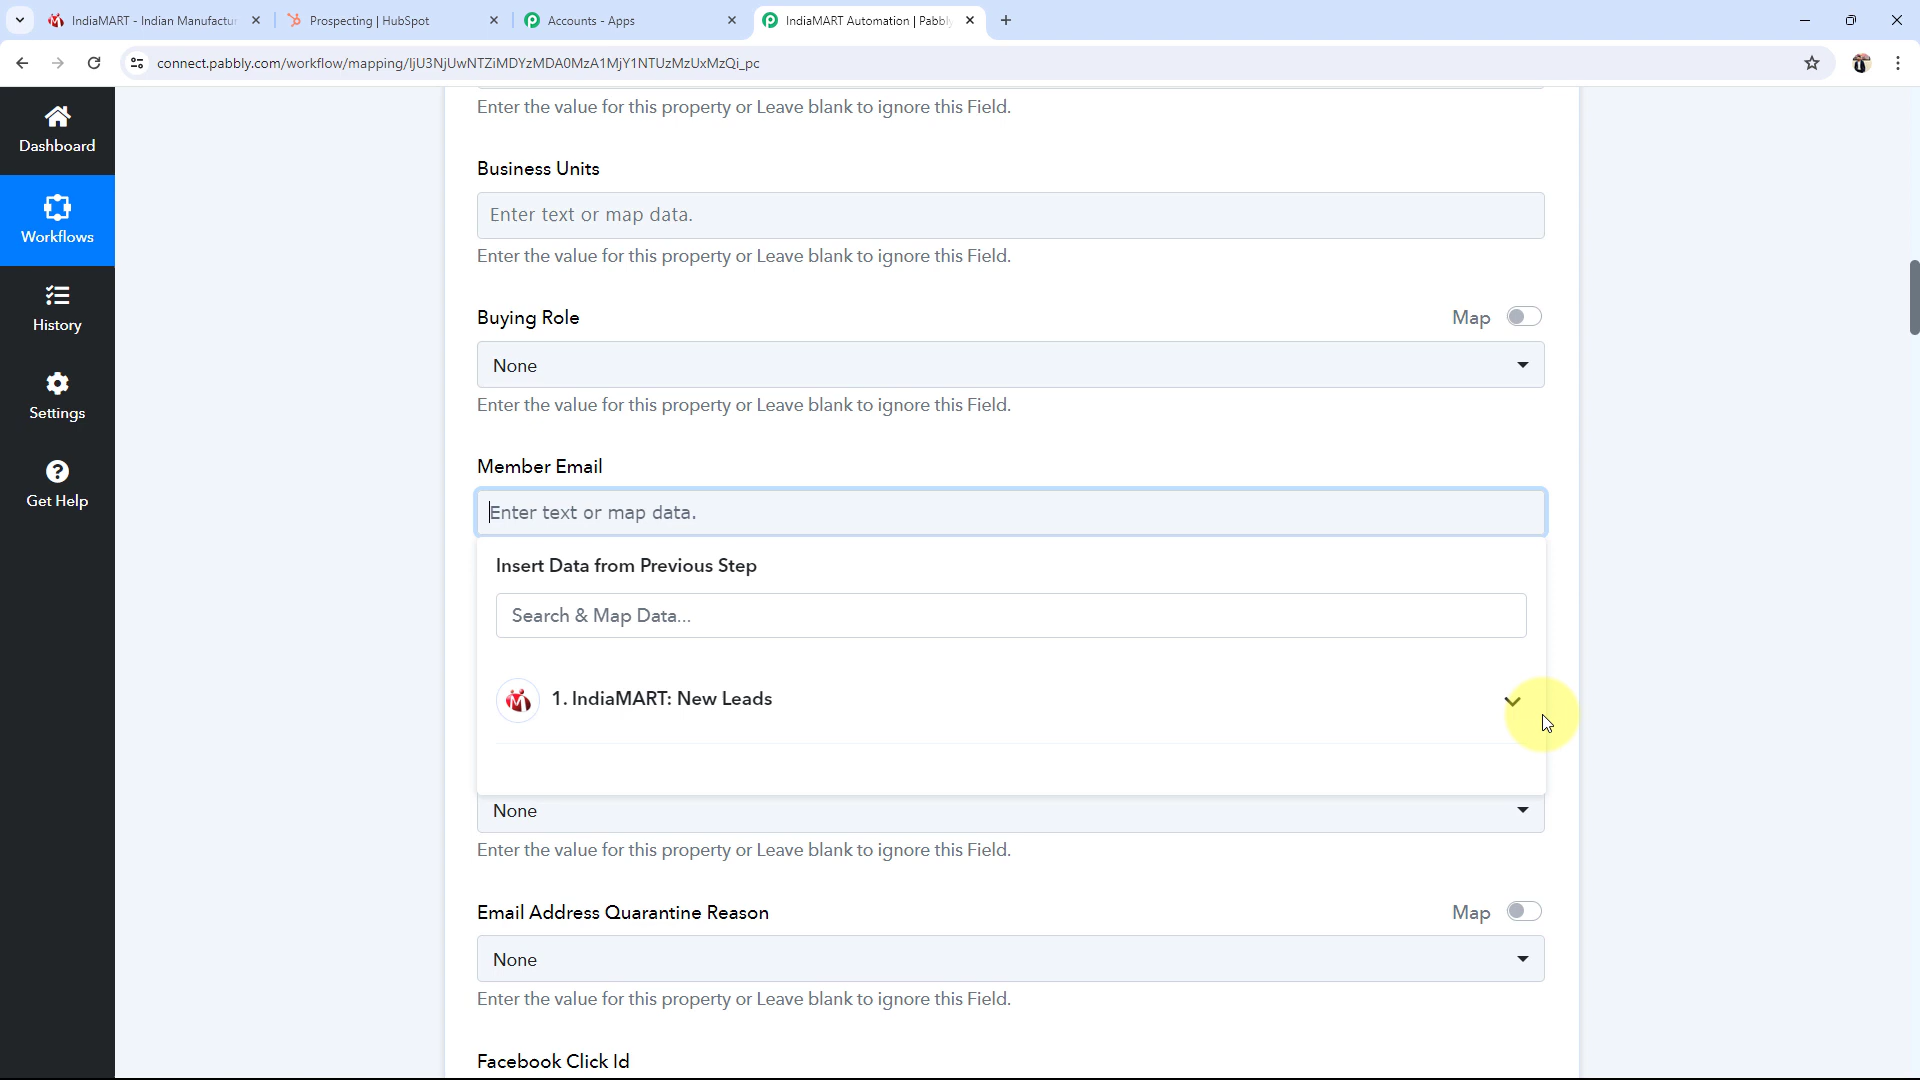 IndiaMART - Indian Manufactur
Prospecting | HubSpot
Accounts - Apps
IndiaMART Automation | Pabbly
connect.pabbly.com/workflow/mapping/IjU3NjUwNTZiMDYzMDA0MzA1MjY1NTUzMzUxMzQi_pc
Dashboard
Workflows
History
Settings
Get Help
Enter the value for this property or Leave blank to ignore this Field.
Business Units
Enter text or map data.
Enter the value for this property or Leave blank to ignore this Field.
Buying Role
Map
None
Enter the value for this property or Leave blank to ignore this Field.
Member Email
Enter text or map data.
Insert Data from Previous Step
Search & Map Data...
1. IndiaMART: New Leads
None
Enter the value for this property or Leave blank to ignore this Field.
Email Address Quarantine Reason
Map
None
Enter the value for this property or Leave blank to ignore this Field.
Facebook Click Id